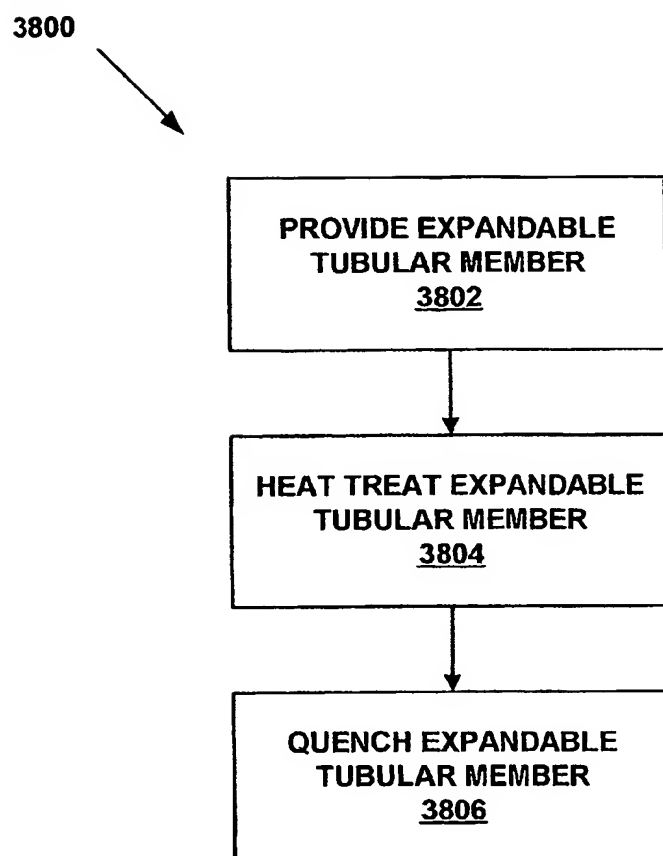 3800
PROVIDE EXPANDABLE
TUBULAR MEMBER
3802
HEAT TREAT EXPANDABLE
TUBULAR MEMBER
3804
QUENCH EXPANDABLE
TUBULAR MEMBER
3806